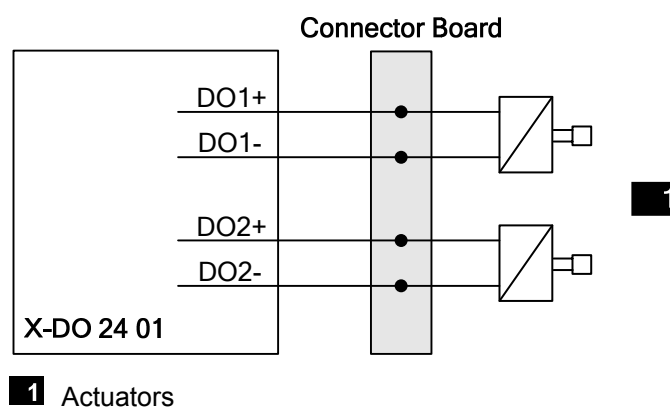 Connector Board
DO1+
DO1-
1
DO2+
DO2-
X-DO 24 01
1 Actuators